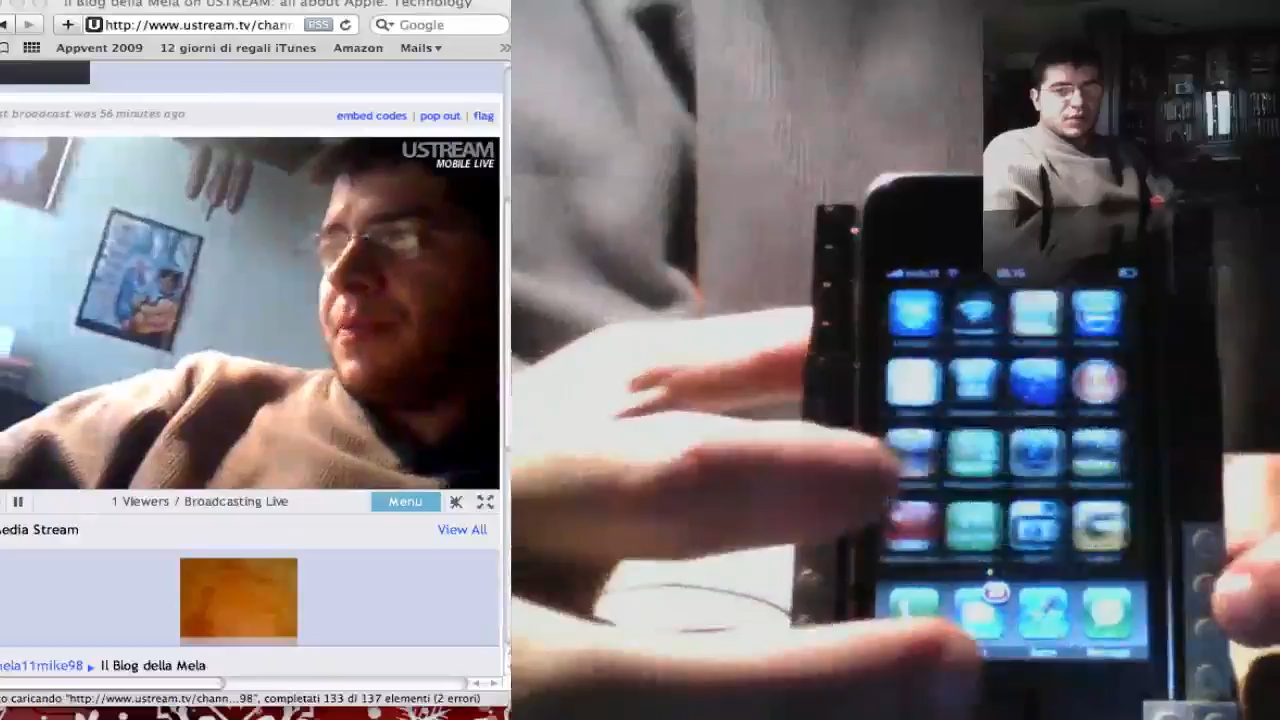 Il Blog della Mela on USTREAM: all about Apple. Technology
http://www.ustream.tv/chann RSS Google
Appvent 2009 12 giorni di regali iTunes Amazon Mails
st broadcast was 56 minutes ago
embed codes | pop out | flag
USTREAM
MOBILE LIVE
1 Viewers / Broadcasting Live Menu
edia Stream View All
ela11mike98 Il Blog della Mela
o caricando "http://www.ustream.tv/chann...98", completati 133 di 137 elementi (2 errori)